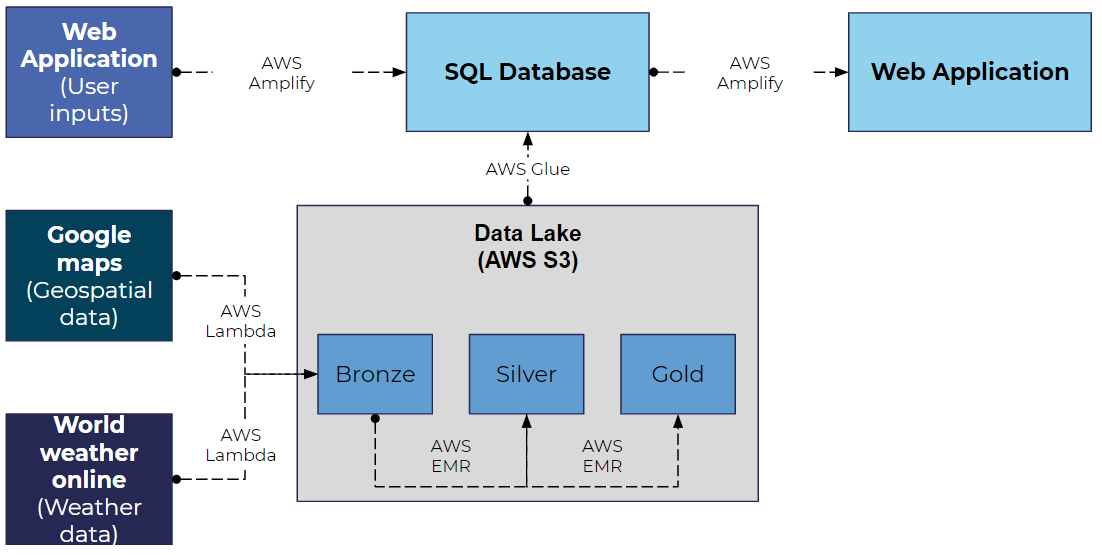 Web
Application
(User
inputs)
AWS
Amplify
SQL Database
AWS
Amplify
Web Application
AWS Glue
Google
maps
(Geospatial
data)
AWS
Lambda
Data Lake
(AWS S3)
Bronze
Silver
Gold
World
weather
online
(Weather
data)
AWS
Lambda
AWS
EMR
AWS
EMR